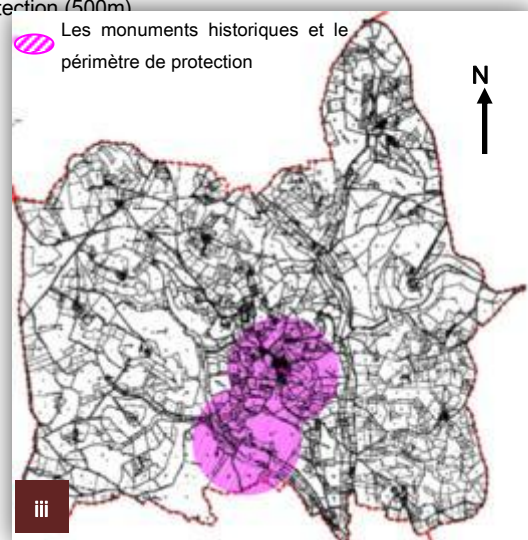 tection (500m)
Les monuments historiques et le
périmètre de protection
N
iii